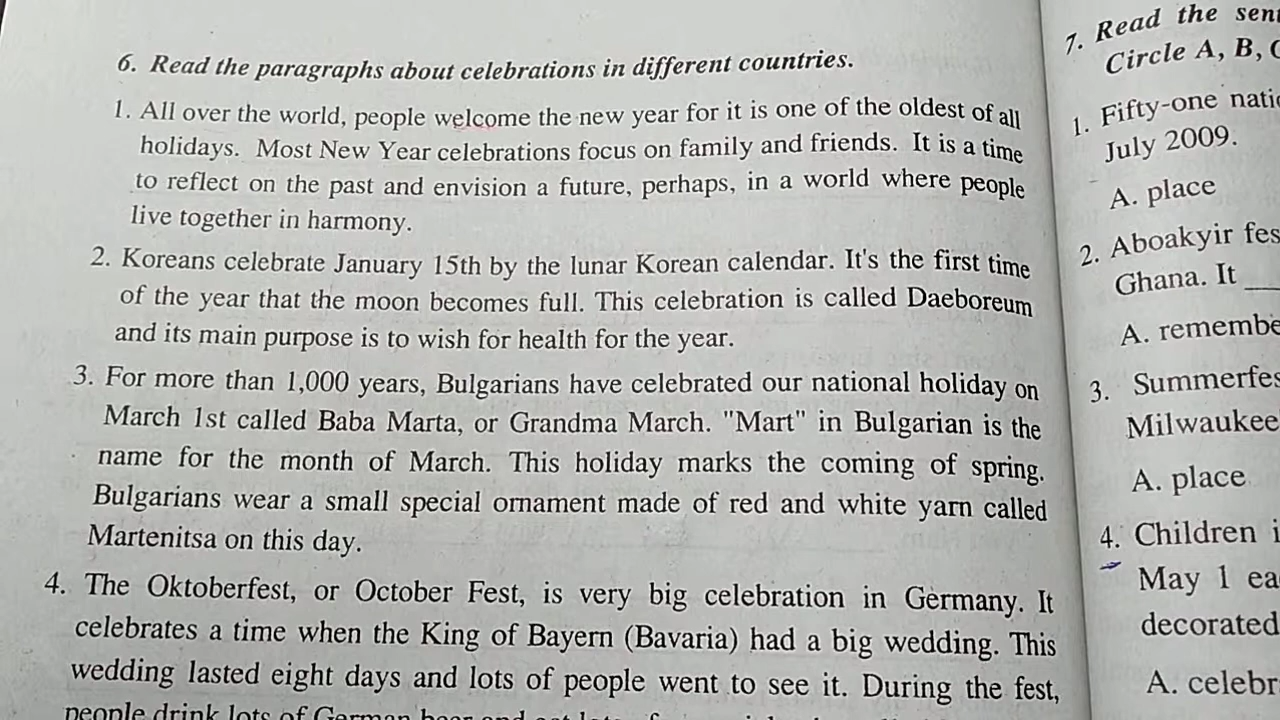 6. Read the paragraphs about celebrations in different countries.
1. All over the world, people welcome the new year for it is one of the oldest of all
holidays. Most New Year celebrations focus on family and friends. It is a time
to reflect on the past and envision a future, perhaps, in a world where people
live together in harmony.
2. Koreans celebrate January 15th by the lunar Korean calendar. It's the first time
of the year that the moon becomes full. This celebration is called Daeboreum
and its main purpose is to wish for health for the year.
3. For more than 1,000 years, Bulgarians have celebrated our national holiday on
March 1st called Baba Marta, or Grandma March. "Mart" in Bulgarian is the
name for the month of March. This holiday marks the coming of spring.
Bulgarians wear a small special ornament made of red and white yarn called
Martenitsa on this day.
4. The Oktoberfest, or October Fest, is very big celebration in Germany. It
celebrates a time when the King of Bayern (Bavaria) had a big wedding. This
wedding lasted eight days and lots of people went to see it. During the fest,
people drink lots of German beer and eat lots
7. Read the
Circle A, B,
1. Fifty-one
July 2009.
A. place
2. Aboakyir
Ghana. It
A.
3.
Milwaukee
A. place
4. Children
May 1
decorated
A.